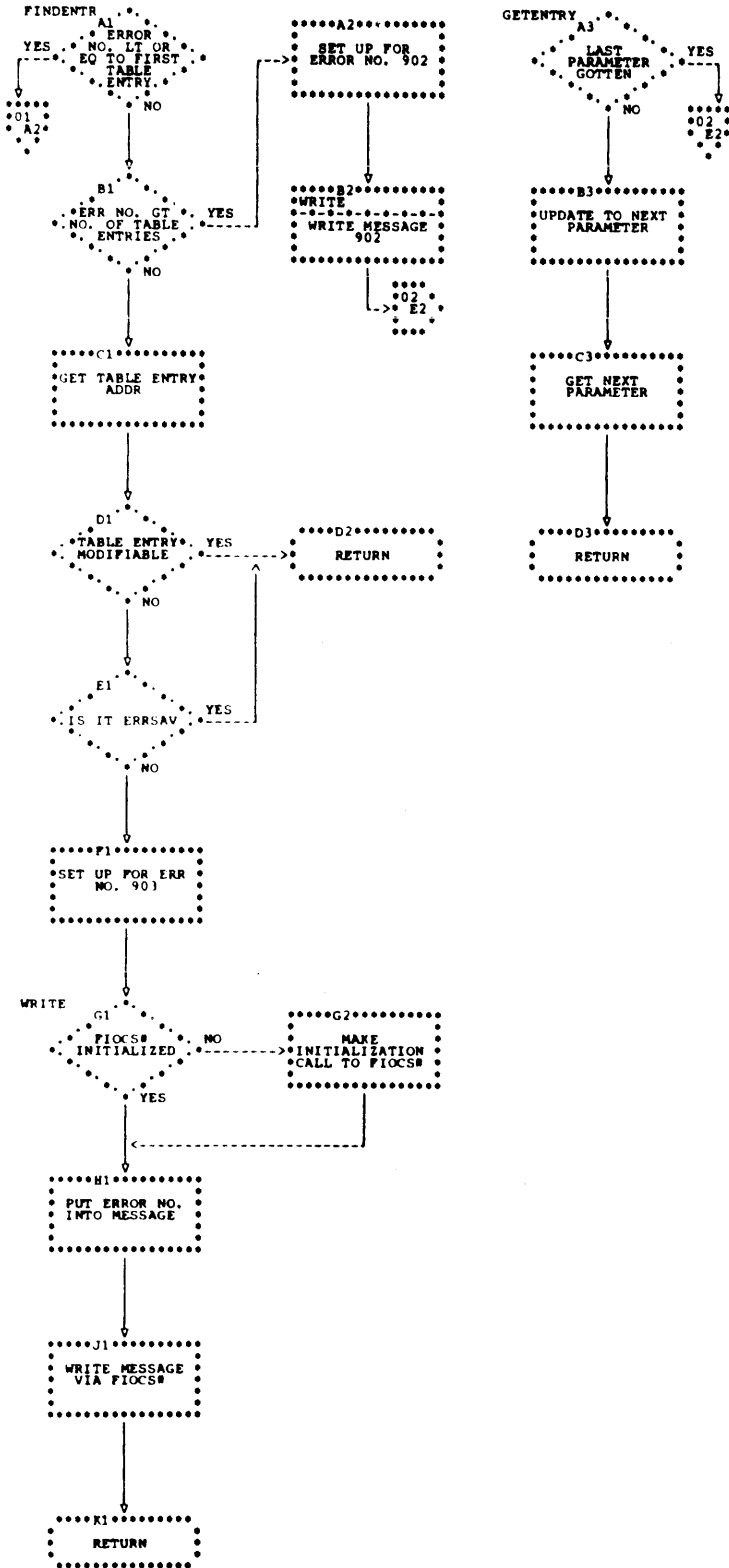 FINDENTR
A1
ERROR
NO. LT OR
EQ TO FIRST
TABLE
ENTRY
YES
NO
01
A2
B1
ERR NO. GT
NO. OF TABLE
ENTRIES
YES
NO
C1
GET TABLE ENTRY
ADDR
D1
TABLE ENTRY
MODIFIABLE
YES
NO
E1
IS IT ERRSAV
YES
NO
F1
SET UP FOR ERR
NO. 903
WRITE
G1
FIOCS#
INITIALIZED
NO
YES
H1
PUT ERROR NO.
INTO MESSAGE
J1
WRITE MESSAGE
VIA FIOCS#
K1
RETURN
A2
SET UP FOR
ERROR NO. 902
B2
WRITE
WRITE MESSAGE
902
02
E2
D2
RETURN
G2
MAKE
INITIALIZATION
CALL TO FIOCS#
GETENTRY
A3
LAST
PARAMETER
GOTTEN
YES
NO
02
E2
B3
UPDATE TO NEXT
PARAMETER
C3
GET NEXT
PARAMETER
D3
RETURN